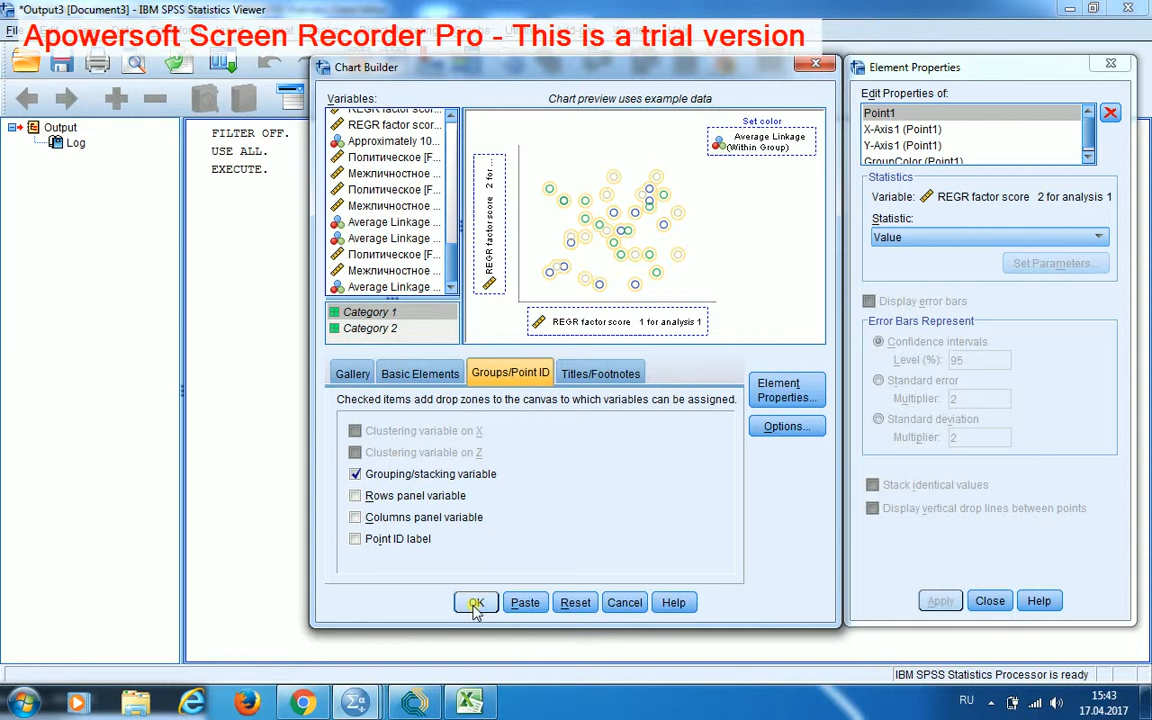 *Output3 [Document3] - IBM SPSS Statistics Viewer
Apowersoft Screen Recorder Pro - This is a trial version
Chart Builder
Element Properties
Variables:
Chart preview uses example data
Edit Properties of:
Output
Log
FILTER OFF.
USE ALL.
EXECUTE.
REGR factor scor...
REGR factor scor...
Approximately 10...
Политическое [F...
Межличностное ...
Политическое [F...
Межличностное ...
Average Linkage ...
Average Linkage ...
Политическое [F...
Межличностное ...
Average Linkage ...
Category 1
Category 2
Set color
Average Linkage
(Within Group)
REGR factor score 2 for...
REGR factor score 1 for analysis 1
Point1
X-Axis1 (Point1)
Y-Axis1 (Point1)
GroupColor (Point1)
Statistics
Variable: REGR factor score 2 for analysis 1
Statistic:
Value
Set Parameters...
Display error bars
Error Bars Represent
Confidence intervals
Level (%): 95
Standard error
Multiplier: 2
Standard deviation
Multiplier: 2
Stack identical values
Display vertical drop lines between points
Apply
Close
Help
Gallery
Basic Elements
Groups/Point ID
Titles/Footnotes
Element
Properties...
Options...
Checked items add drop zones to the canvas to which variables can be assigned.
Clustering variable on X
Clustering variable on Z
Grouping/stacking variable
Rows panel variable
Columns panel variable
Point ID label
OK
Paste
Reset
Cancel
Help
IBM SPSS Statistics Processor is ready
RU
15:43
17.04.2017